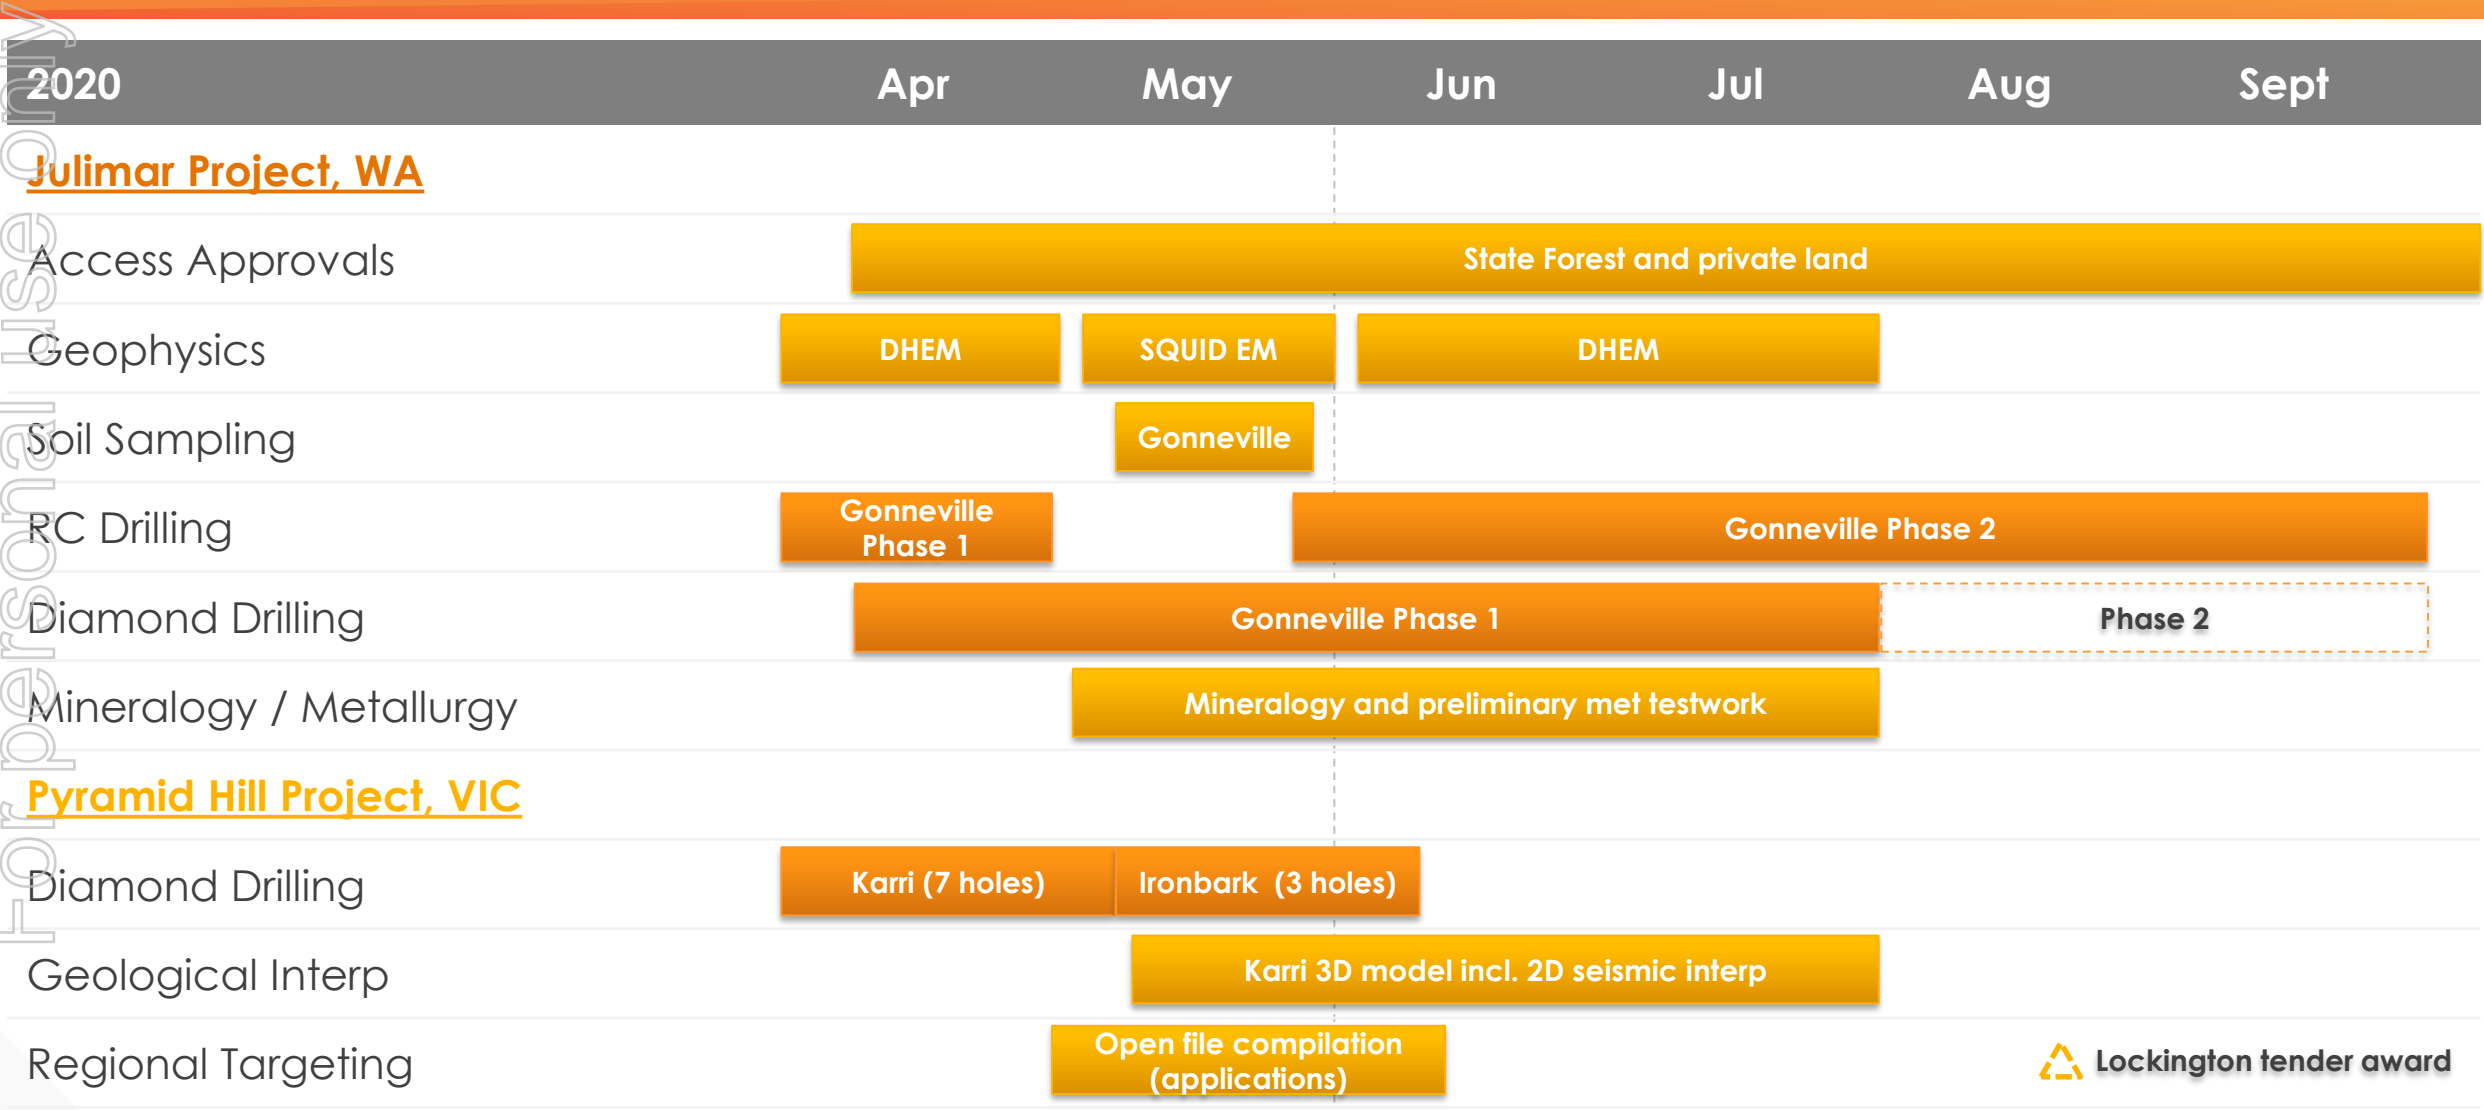 2020 Apr May Jun Jul Aug Sept
Julimar Project, WA
Access Approvals State Forest and private land
Geophysics DHEM SQUID EM DHEM
Soil Sampling Gonneville
RC Drilling Gonneville Phase 1 Gonneville Phase 2
Diamond Drilling Gonneville Phase 1 Phase 2
Mineralogy / Metallurgy Mineralogy and preliminary met testwork
Pyramid Hill Project, VIC
Diamond Drilling Karri (7 holes) Ironbark (3 holes)
Geological Interp Karri 3D model incl. 2D seismic interp
Regional Targeting Open file compilation (applications) Lockington tender award
For personal use only